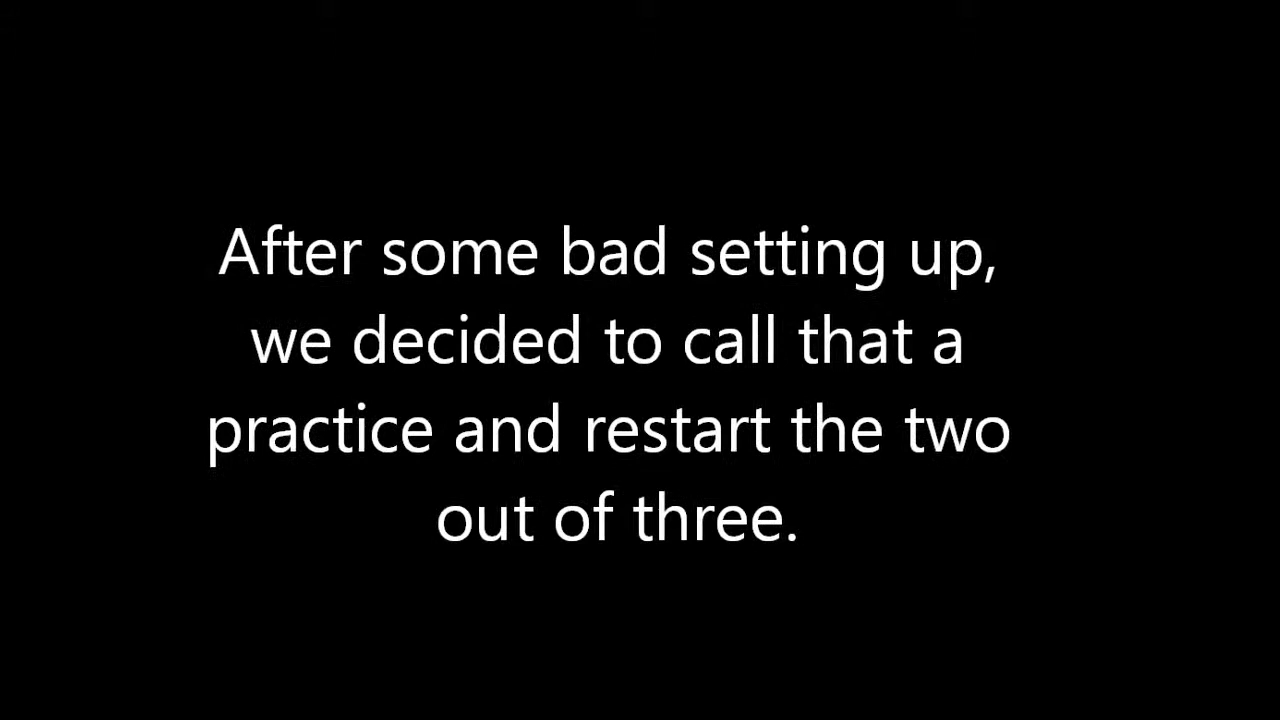 After some bad setting up,
we decided to call that a
practice and restart the two
out of three.